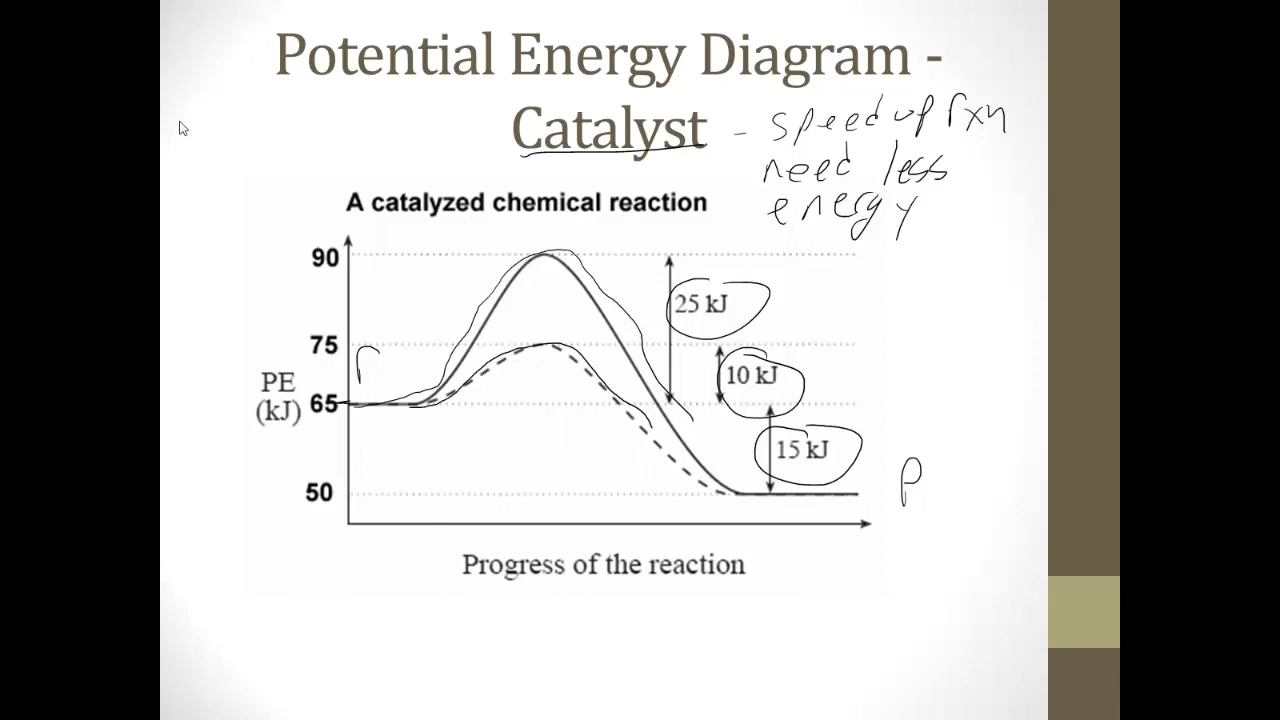 Potential Energy Diagram -
Catalyst - speed up rxn
need less
energy
A catalyzed chemical reaction
90
25 kJ
75
r
10 kJ
PE
(kJ)
65
15 kJ
P
50
Progress of the reaction